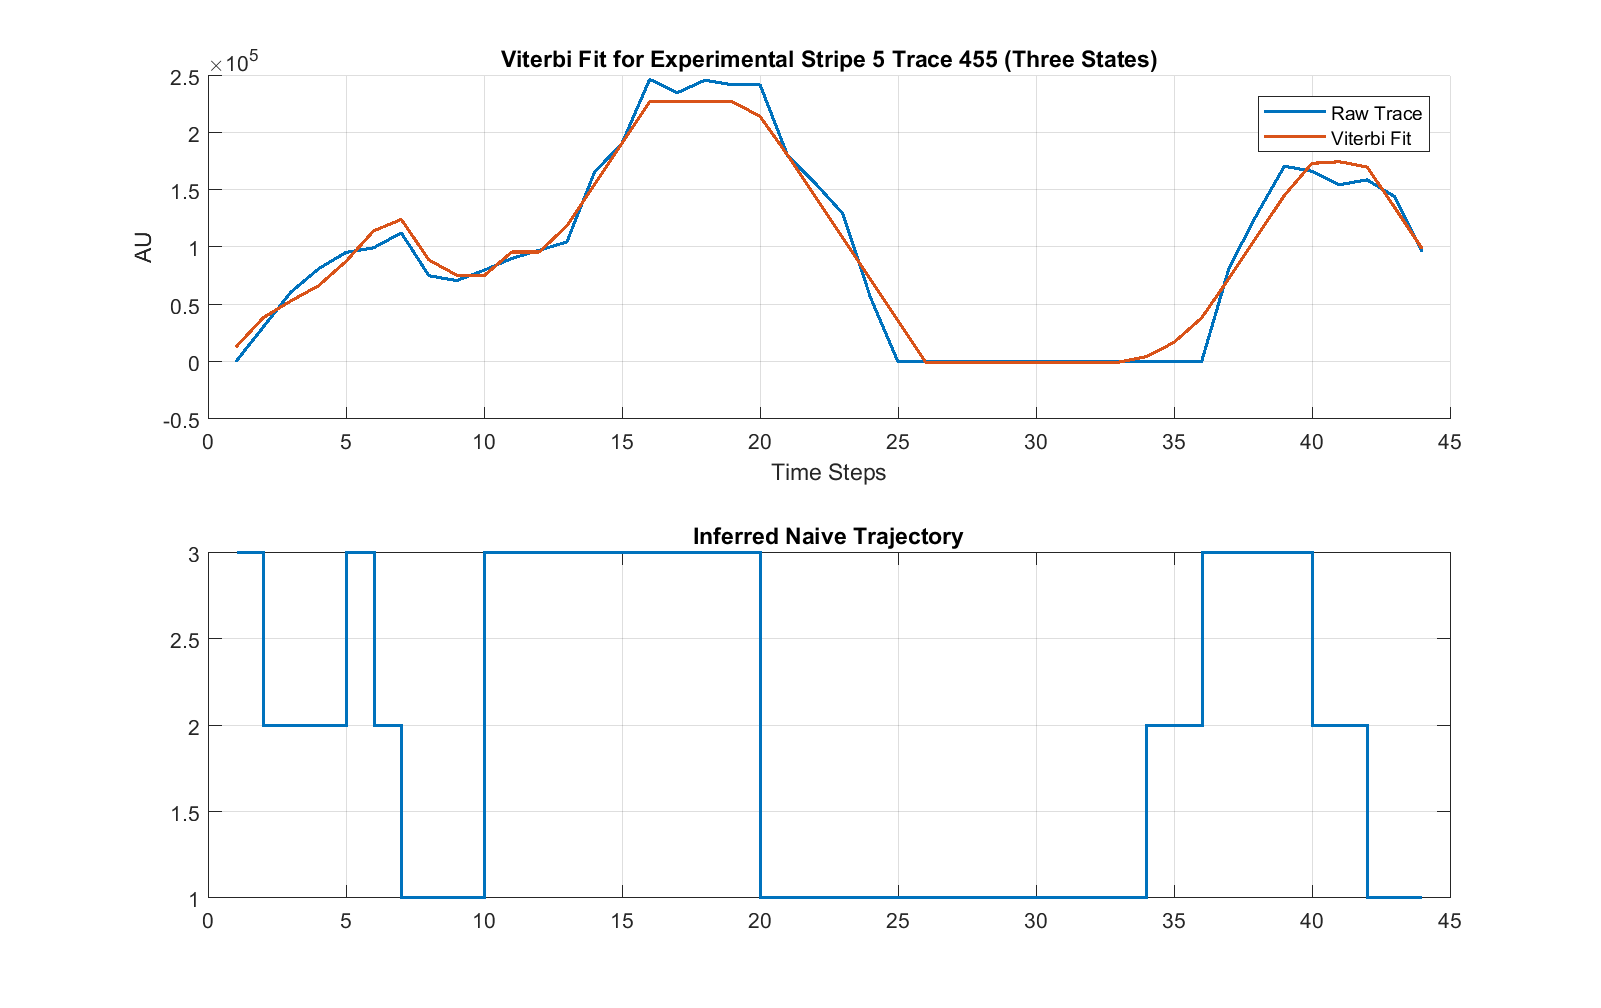 Viterbi Fit for Experimental Stripe 5 Trace 455 (Three States)
×10⁵
2.5
2
1.5
1
0.5
0
-0.5
AU
Raw Trace
Viterbi Fit
0 5 10 15 20 25 30 35 40 45
Time Steps
Inferred Naive Trajectory
3
2.5
2
1.5
1
0 5 10 15 20 25 30 35 40 45